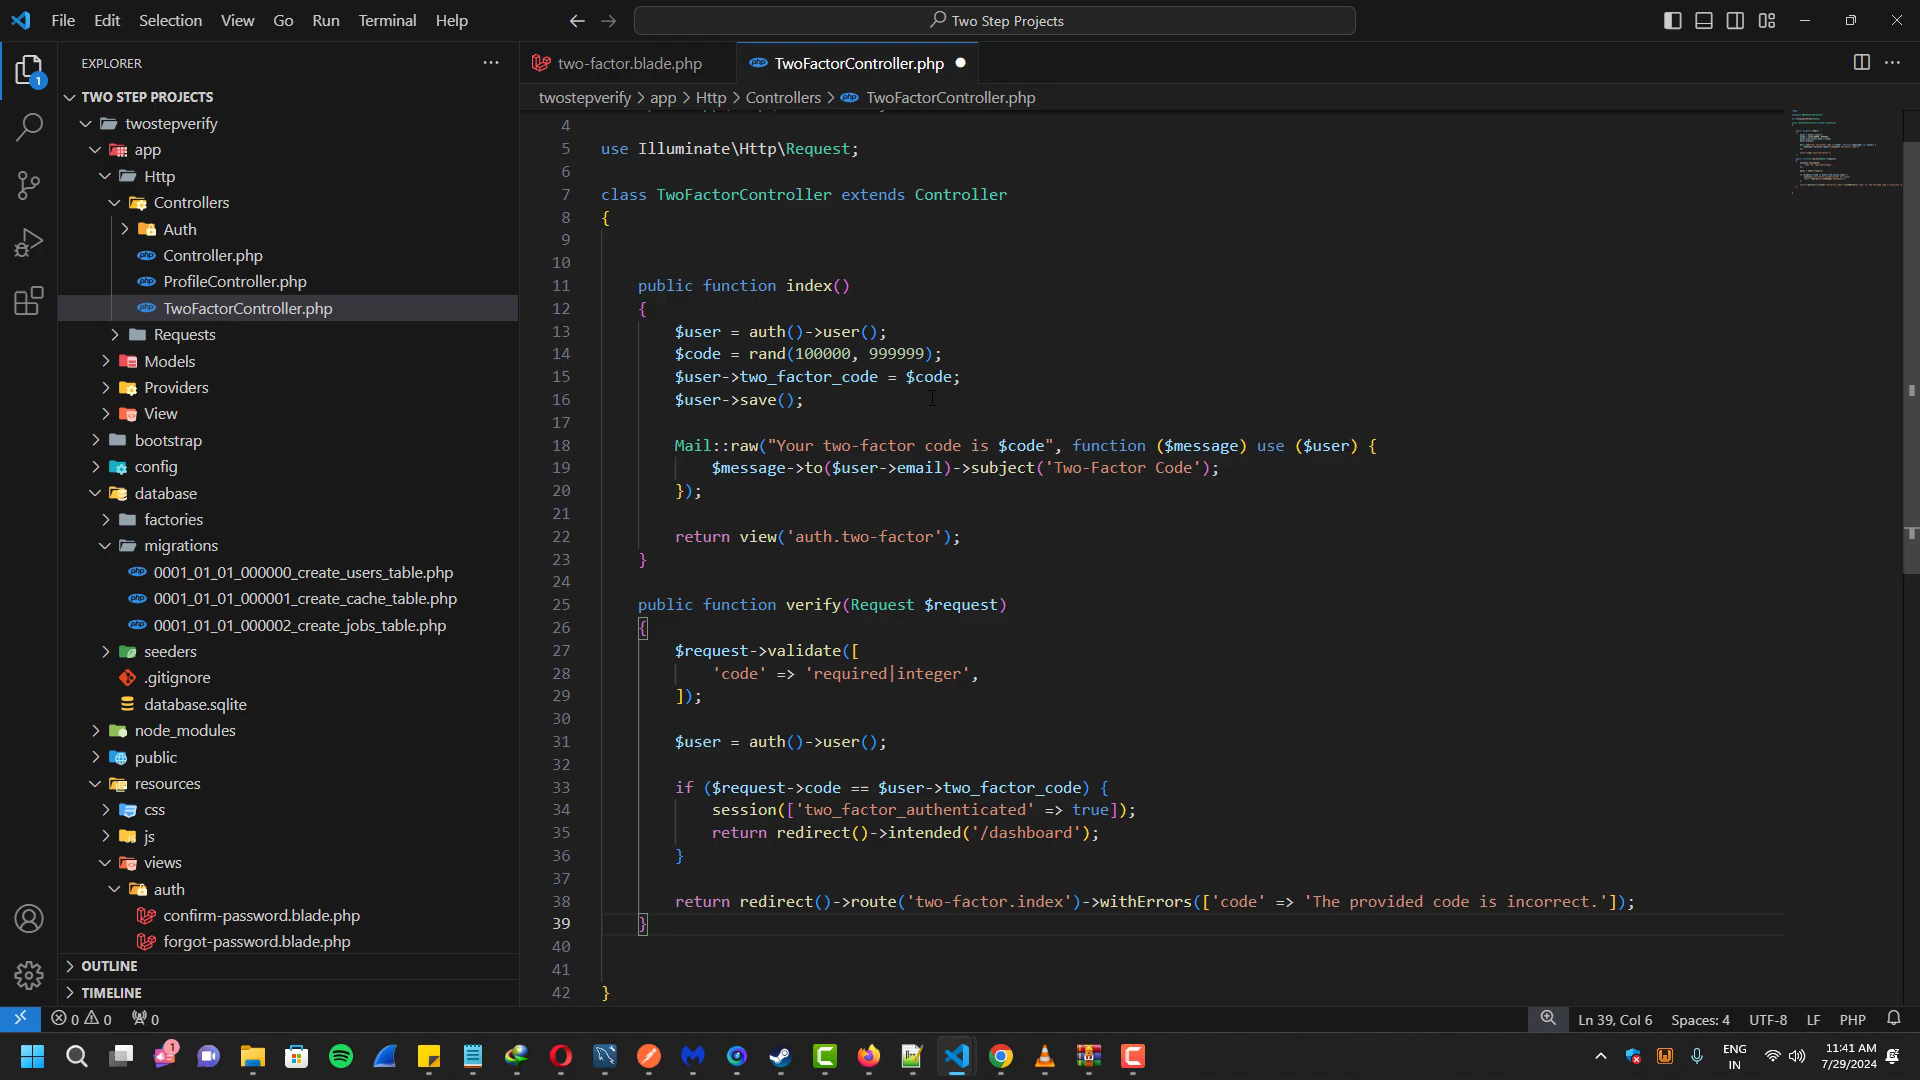 File Edit Selection View Go Run Terminal Help
Two Step Projects
EXPLORER
TWO STEP PROJECTS
twostepverify
app
Http
Controllers
Auth
Controller.php
ProfileController.php
TwoFactorController.php
Requests
Models
Providers
View
bootstrap
config
database
factories
migrations
0001_01_01_000000_create_users_table.php
0001_01_01_000001_create_cache_table.php
0001_01_01_000002_create_jobs_table.php
seeders
.gitignore
database.sqlite
node_modules
public
resources
css
js
views
auth
confirm-password.blade.php
forgot-password.blade.php
OUTLINE
TIMELINE
1
two-factor.blade.php
TwoFactorController.php
twostepverify > app > Http > Controllers > TwoFactorController.php
4
5 use Illuminate\Http\Request;
6
7 class TwoFactorController extends Controller
8 {
9
10
11 public function index()
12 {
13 $user = auth()->user();
14 $code = rand(100000, 999999);
15 $user->two_factor_code = $code;
16 $user->save();
17
18 Mail::raw("Your two-factor code is $code", function ($message) use ($user) {
19 $message->to($user->email)->subject('Two-Factor Code');
20 });
21
22 return view('auth.two-factor');
23 }
24
25 public function verify(Request $request)
26 {
27 $request->validate([
28 'code' => 'required|integer',
29 ]);
30
31 $user = auth()->user();
32
33 if ($request->code == $user->two_factor_code) {
34 session(['two_factor_authenticated' => true]);
35 return redirect()->intended('/dashboard');
36 }
37
38 return redirect()->route('two-factor.index')->withErrors(['code' => 'The provided code is incorrect.']);
39 }
40
41
42 }
0 0 0
Ln 39, Col 6 Spaces: 4 UTF-8 LF PHP
1
ENG
IN
11:41 AM
7/29/2024